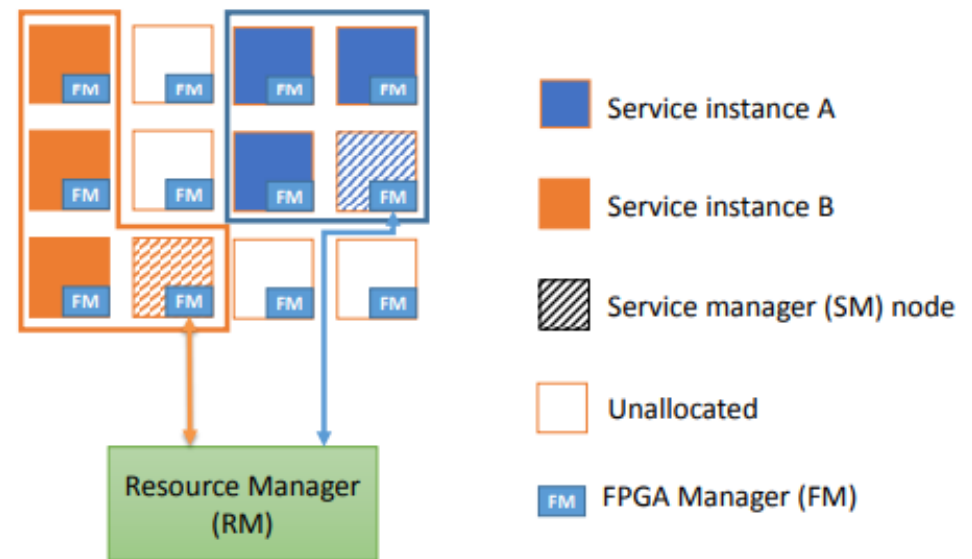 FM FM FM FM
FM FM FM FM
FM FM FM FM
Resource Manager
(RM)
Service instance A
Service instance B
Service manager (SM) node
Unallocated
FM FPGA Manager (FM)